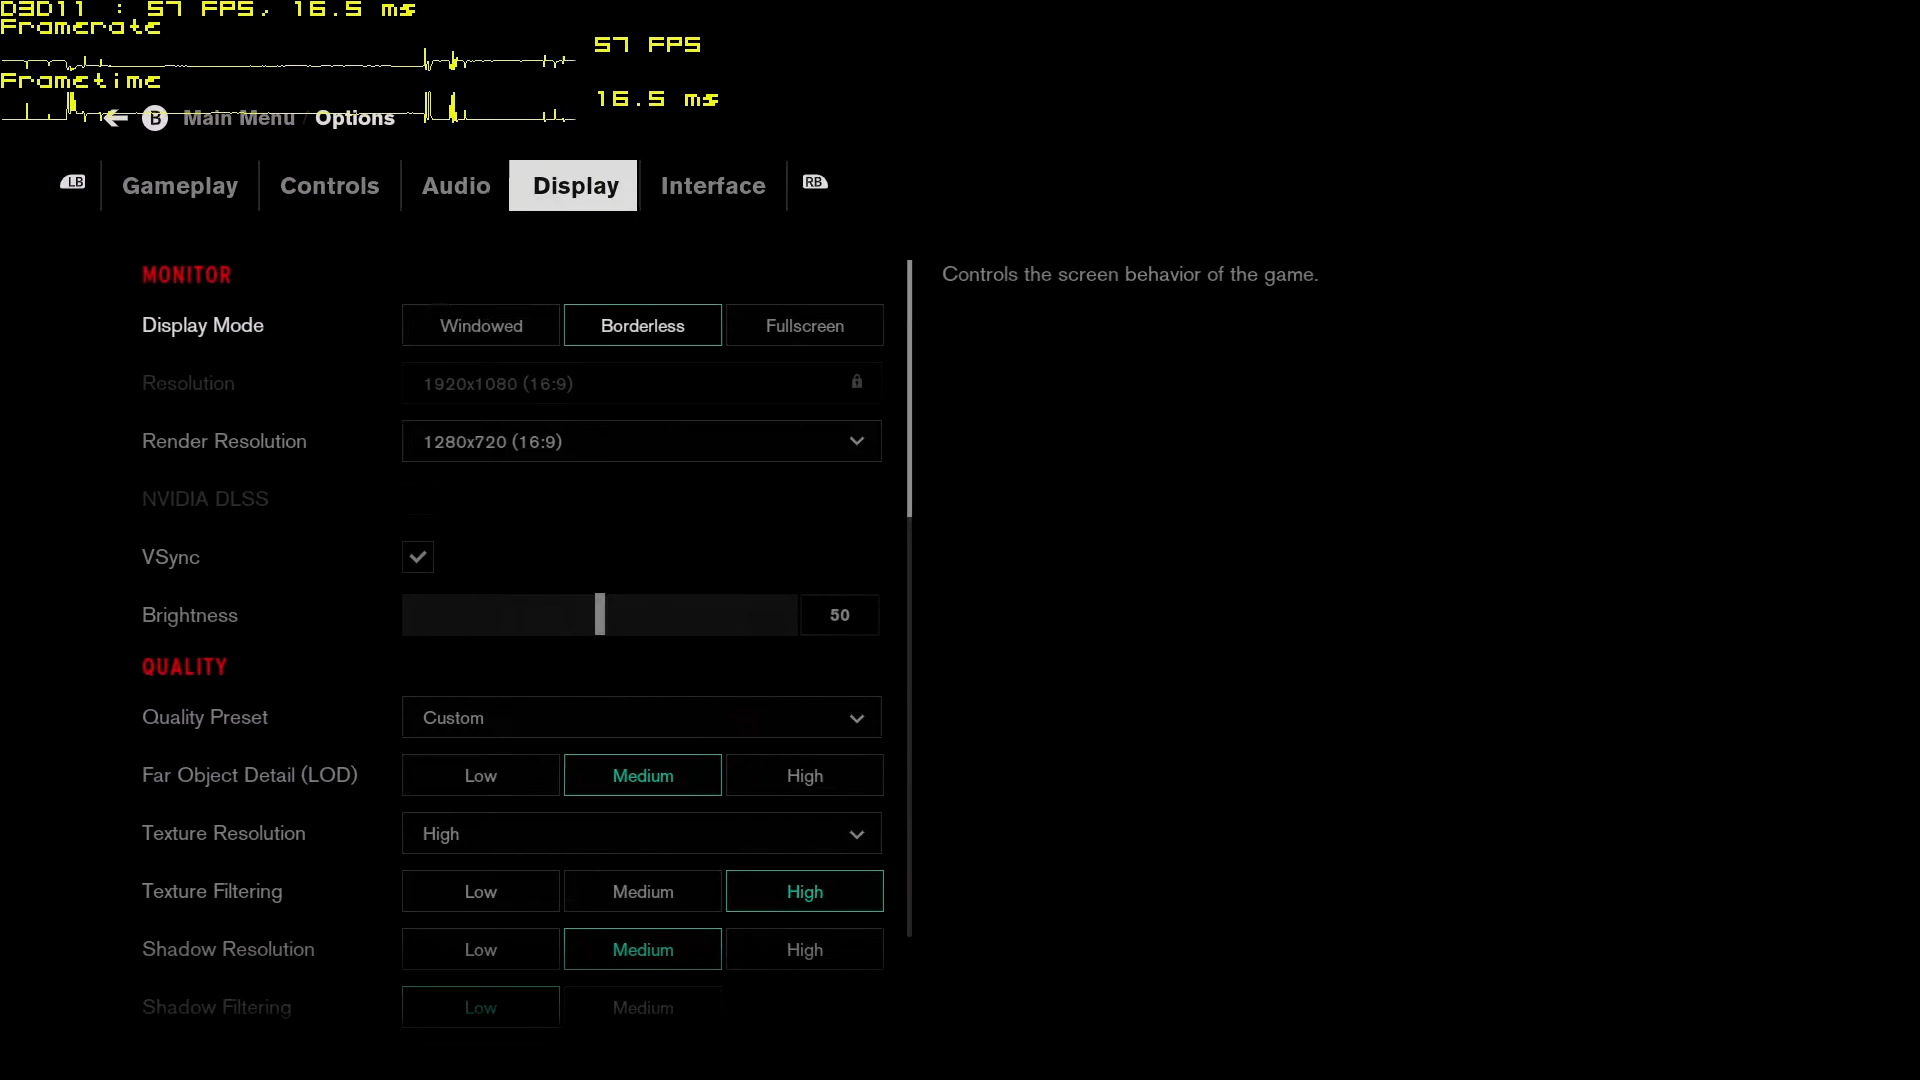 D3D11 : 57 FPS, 16.5 ms
Framerate
57 FPS
Frametime
16.5 ms
B Main Menu / Options
LB Gameplay Controls Audio Display Interface RB
MONITOR
Controls the screen behavior of the game.
Display Mode Windowed Borderless Fullscreen
Resolution 1920x1080 (16:9)
Render Resolution 1280x720 (16:9)
NVIDIA DLSS
VSync
Brightness 50
QUALITY
Quality Preset Custom
Far Object Detail (LOD) Low Medium High
Texture Resolution High
Texture Filtering Low Medium High
Shadow Resolution Low Medium High
Shadow Filtering Low Medium